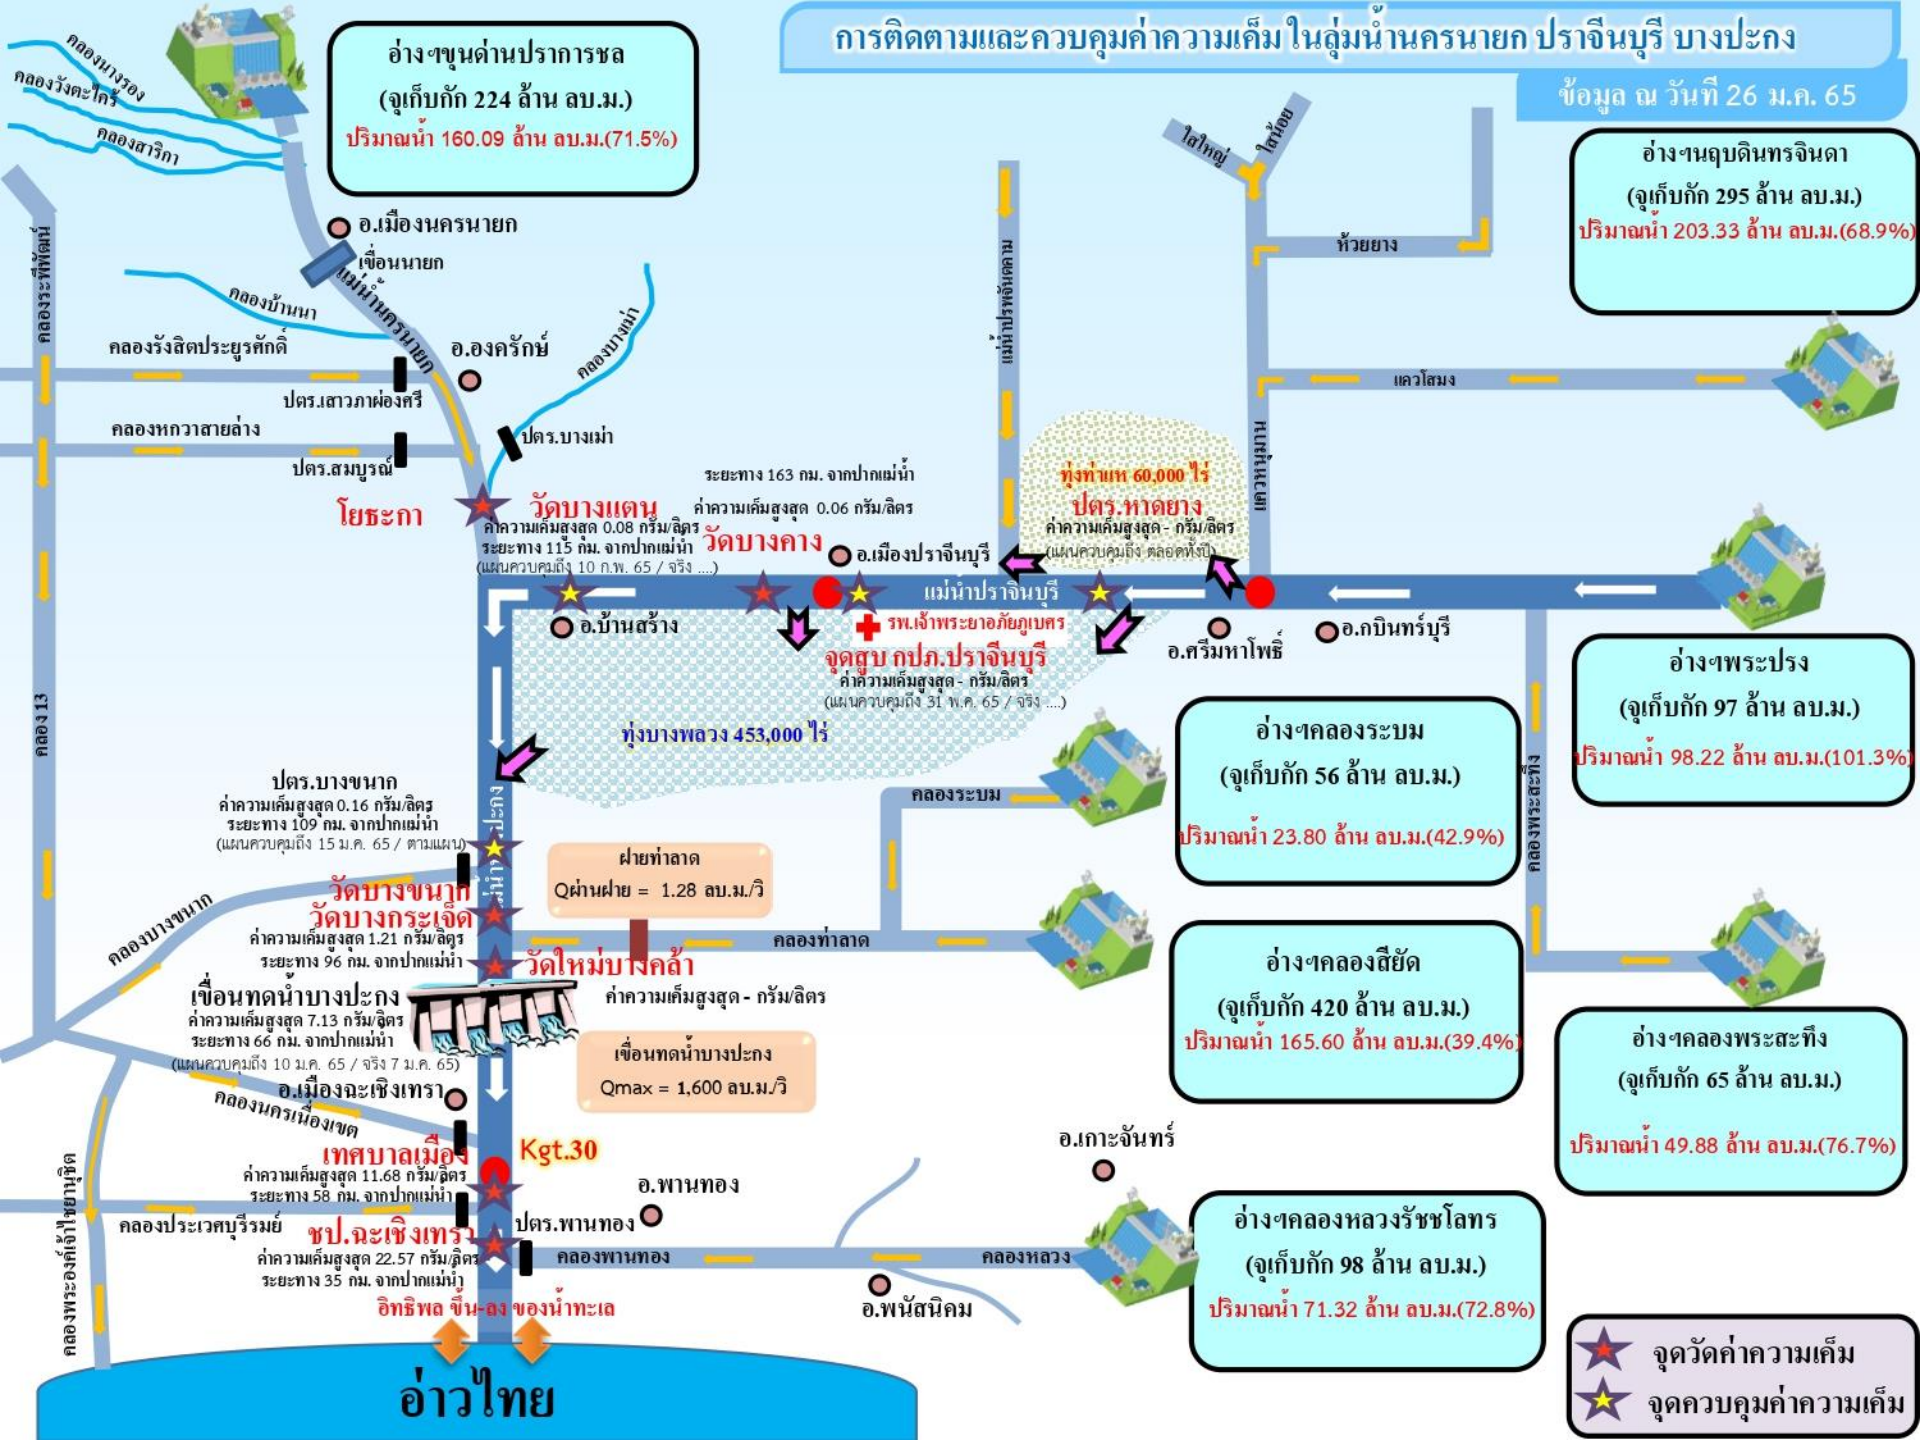 การติดตามและควบคุมค่าความเค็ม ในลุ่มน้ำนครนายก ปราจีนบุรี บางปะกง
ข้อมูล ณ วันที่ 26 ม.ค. 65
อ่างฯขุนด่านปราการชล
(จุเก็บกัก 224 ล้าน ลบ.ม.)
ปริมาณน้ำ 160.09 ล้าน ลบ.ม.(71.5%)
คลองนางรอง
คลองวังตะไคร้
คลองสาริกา
อ.เมืองนครนายก
เขื่อนนายก
แม่น้ำนครนายก
คลองบ้านนา
คลองระพีพัฒน์
คลองรังสิตประยูรศักดิ์
ปตร.เสาวภาผ่องศรี
อ.องครักษ์
คลองบางเม่า
คลองหกวาสายล่าง
ปตร.สมบูรณ์
ปตร.บางเม่า
ใสใหญ่
ใสน้อย
ห้วยยาง
แควโสมง
แควหนุมาน
อ่างฯนฤบดินทรจินดา
(จุเก็บกัก 295 ล้าน ลบ.ม.)
ปริมาณน้ำ 203.33 ล้าน ลบ.ม.(68.9%)
โยธะกา
วัดบางแตน
ค่าความเค็มสูงสุด 0.08 กรัม/ลิตร
ระยะทาง 115 กม. จากปากแม่น้ำ
(แผนควบคุมถึง 10 ก.พ. 65 / จริง ....)
ระยะทาง 163 กม. จากปากแม่น้ำ
ค่าความเค็มสูงสุด 0.06 กรัม/ลิตร
วัดบางคาง
อ.เมืองปราจีนบุรี
ทุ่งท่าแห 60,000 ไร่
ปตร.หาดยาง
ค่าความเค็มสูงสุด - กรัม/ลิตร
(แผนควบคุมถึง ตลอดทั้งปี)
แม่น้ำปราจีนบุรี
อ.บ้านสร้าง
รพ.เจ้าพระยาอภัยภูเบศร
จุดสูบ กปภ.ปราจีนบุรี
ค่าความเค็มสูงสุด - กรัม/ลิตร
(แผนควบคุมถึง 31 พ.ค. 65 / จริง ....)
อ.ศรีมหาโพธิ์
อ.กบินทร์บุรี
ทุ่งบางพลวง 453,000 ไร่
คลอง 13
อ่างฯพระปรง
(จุเก็บกัก 97 ล้าน ลบ.ม.)
ปริมาณน้ำ 98.22 ล้าน ลบ.ม.(101.3%)
คลองพระสะทึง
อ่างฯคลองระบม
(จุเก็บกัก 56 ล้าน ลบ.ม.)
ปริมาณน้ำ 23.80 ล้าน ลบ.ม.(42.9%)
คลองระบม
ปตร.บางขนาก
ค่าความเค็มสูงสุด 0.16 กรัม/ลิตร
ระยะทาง 109 กม. จากปากแม่น้ำ
(แผนควบคุมถึง 15 ม.ค. 65 / ตามแผน)
ฝายท่าลาด
Qผ่านฝาย = 1.28 ลบ.ม./วิ
วัดบางขนาก
วัดบางกระเจ็ด
ค่าความเค็มสูงสุด 1.21 กรัม/ลิตร
ระยะทาง 96 กม. จากปากแม่น้ำ
คลองบางขนาก
คลองท่าลาด
วัดใหม่บางคล้า
ค่าความเค็มสูงสุด - กรัม/ลิตร
อ่างฯคลองสียัด
(จุเก็บกัก 420 ล้าน ลบ.ม.)
ปริมาณน้ำ 165.60 ล้าน ลบ.ม.(39.4%)
เขื่อนทดน้ำบางปะกง
ค่าความเค็มสูงสุด 7.13 กรัม/ลิตร
ระยะทาง 66 กม. จากปากแม่น้ำ
(แผนควบคุมถึง 10 ม.ค. 65 / จริง 7 ม.ค. 65)
เขื่อนทดน้ำบางปะกง
Qmax = 1,600 ลบ.ม./วิ
อ่างฯคลองพระสะทึง
(จุเก็บกัก 65 ล้าน ลบ.ม.)
ปริมาณน้ำ 49.88 ล้าน ลบ.ม.(76.7%)
อ.เมืองฉะเชิงเทรา
คลองนครเนื่องเขต
เทศบาลเมือง
ค่าความเค็มสูงสุด 11.68 กรัม/ลิตร
ระยะทาง 58 กม. จากปากแม่น้ำ
Kgt.30
อ.เกาะจันทร์
อ.พานทอง
คลองพระองค์เจ้าไชยานุชิต
คลองประเวศบุรีรมย์
ชป.ฉะเชิงเทรา
ค่าความเค็มสูงสุด 22.57 กรัม/ลิตร
ระยะทาง 35 กม. จากปากแม่น้ำ
ปตร.พานทอง
คลองพานทอง
คลองหลวง
อ.พนัสนิคม
อ่างฯคลองหลวงรัชชโลทร
(จุเก็บกัก 98 ล้าน ลบ.ม.)
ปริมาณน้ำ 71.32 ล้าน ลบ.ม.(72.8%)
อิทธิพล ขึ้น-ลง ของน้ำทะเล
อ่าวไทย
จุดวัดค่าความเค็ม
จุดควบคุมค่าความเค็ม